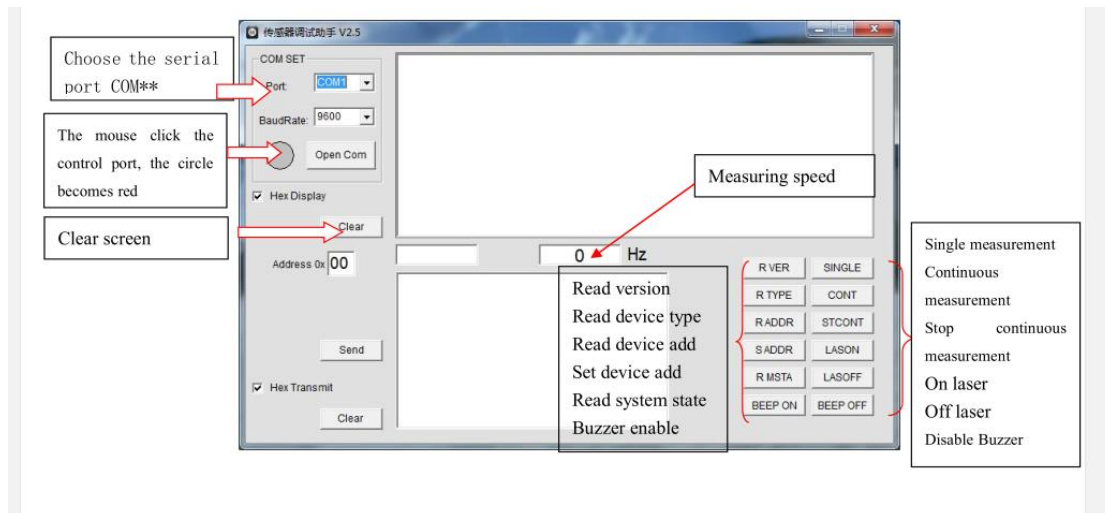 传感器调试助手 V2.5
Choose the serial
port COM**
COM SET
Port:
COM1
BaudRate:
9600
The mouse click the
control port, the circle
becomes red
Open Com
Measuring speed
Hex Display
Clear screen
Clear
Address 0x
00
0
Hz
Read version
Read device type
Read device add
Set device add
Read system state
Buzzer enable
R VER
SINGLE
R TYPE
CONT
R ADDR
STCONT
S ADDR
LASON
R MSTA
LASOFF
BEEP ON
BEEP OFF
Single measurement
Continuous
measurement
Stop continuous
measurement
On laser
Off laser
Disable Buzzer
Send
Hex Transmit
Clear